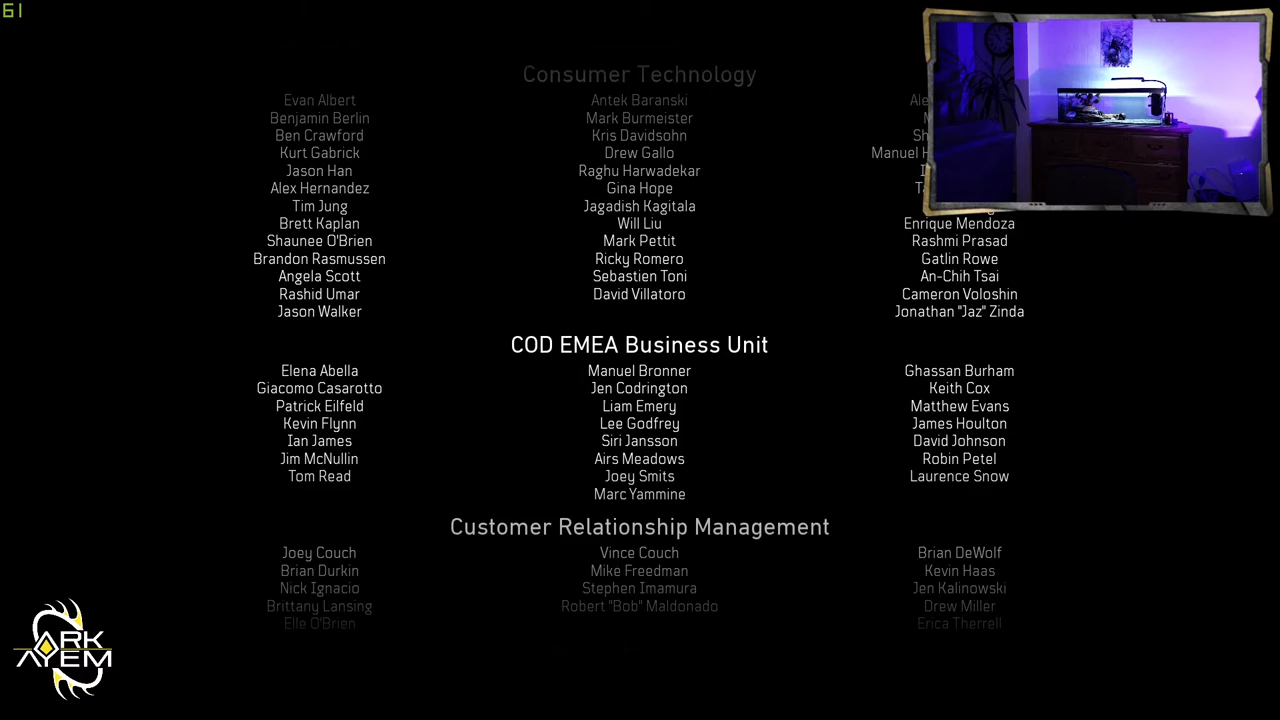 61
Consumer Technology
Evan Albert
Benjamin Berlin
Ben Crawford
Kurt Gabrick
Jason Han
Alex Hernandez
Tim Jung
Brett Kaplan
Shaunee O'Brien
Brandon Rasmussen
Angela Scott
Rashid Umar
Jason Walker
Antek Baranski
Mark Burmeister
Kris Davidsohn
Drew Gallo
Raghu Harwadekar
Gina Hope
Jagadish Kagitala
Will Liu
Mark Pettit
Ricky Romero
Sebastien Toni
David Villatoro
Manuel
Enrique Mendoza
Rashmi Prasad
Gatlin Rowe
An-Chih Tsai
Cameron Voloshin
Jonathan "Jaz" Zinda
COD EMEA Business Unit
Elena Abella
Giacomo Casarotto
Patrick Eilfeld
Kevin Flynn
Ian James
Jim McNullin
Tom Read
Manuel Bronner
Jen Codrington
Liam Emery
Lee Godfrey
Siri Jansson
Airs Meadows
Joey Smits
Marc Yammine
Ghassan Burham
Keith Cox
Matthew Evans
James Houlton
David Johnson
Robin Petel
Laurence Snow
Customer Relationship Management
Joey Couch
Brian Durkin
Nick Ignacio
Brittany Lansing
Elle O'Brien
Vince Couch
Mike Freedman
Stephen Imamura
Robert "Bob" Maldonado
Brian DeWolf
Kevin Haas
Jen Kalinowski
Drew Miller
Erica Therrell
ARK
AYEM